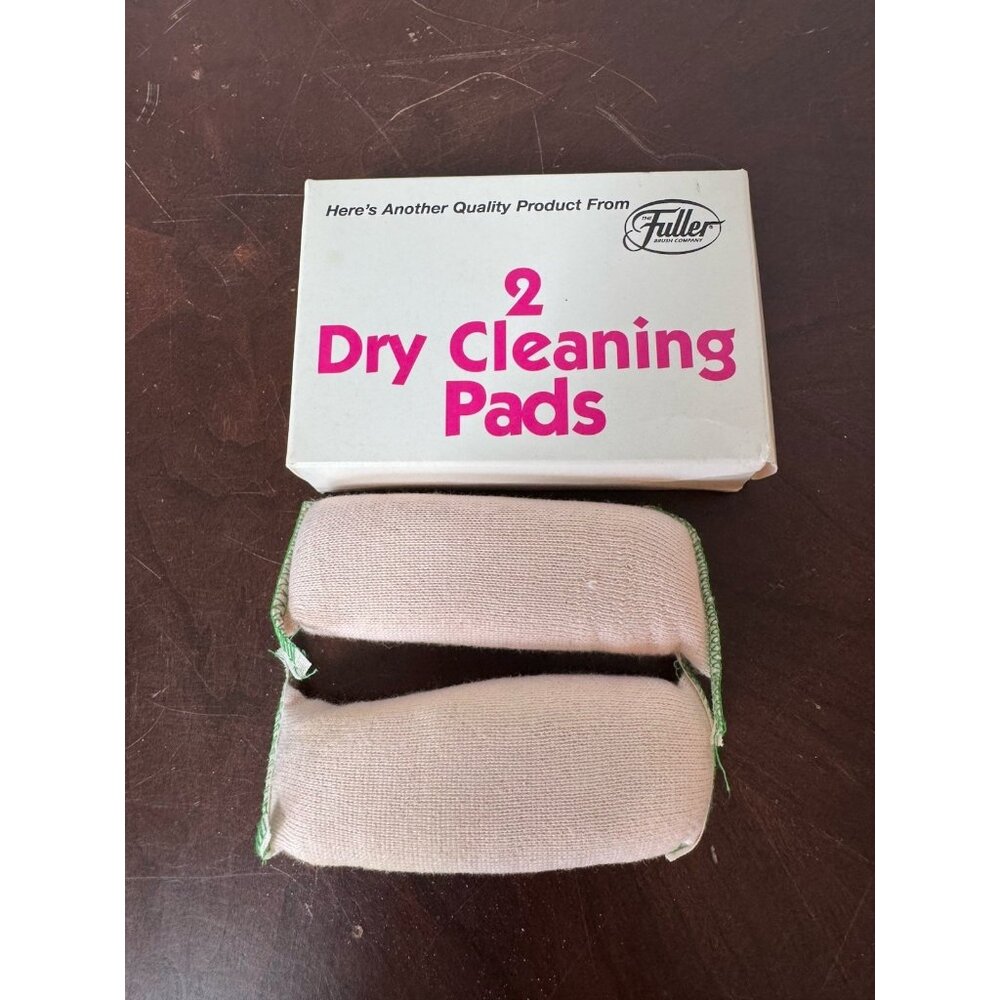 Here's Another Quality Product From
THE
Fuller®
BRUSH COMPANY
2
Dry Cleaning
Pads